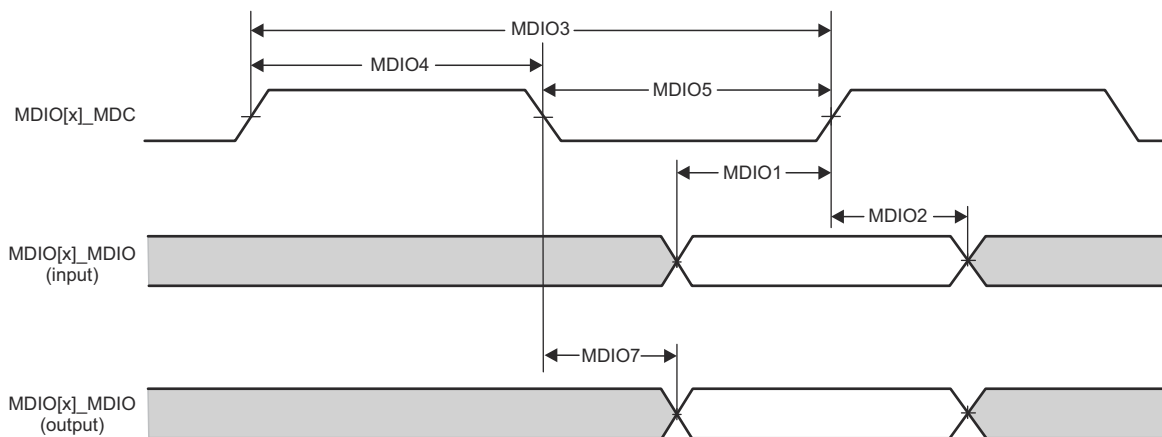 MDIO3
MDIO4
MDIO5
MDIO[x]_MDC
MDIO1
MDIO2
MDIO[x]_MDIO
(input)
MDIO7
MDIO[x]_MDIO
(output)